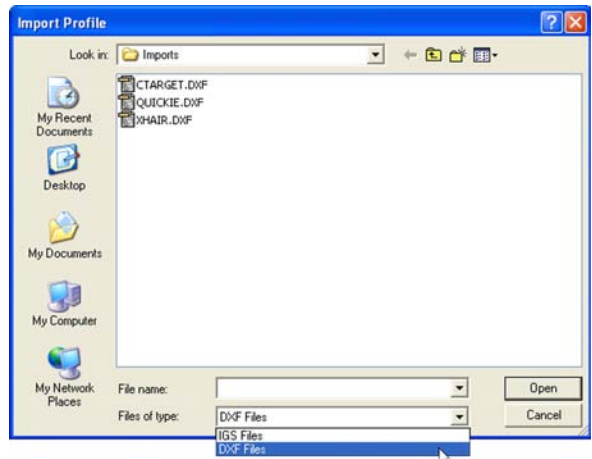 Import Profile
Look in:
Imports
CTARGET.DXF
QUICKIE.DXF
XHAIR.DXF
My Recent
Documents
Desktop
My Documents
My Computer
My Network
Places
File name:
Open
Files of type:
DXF Files
Cancel
IGS Files
DXF Files